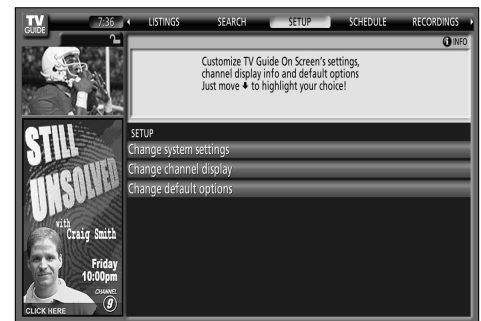 TV
GUIDE
7:36
LISTINGS
SEARCH
SETUP
SCHEDULE
RECORDINGS
i INFO
Customize TV Guide On Screen's settings,
channel display info and default options
Just move ↓ to highlight your choice!
SETUP
Change system settings
Change channel display
Change default options
STILL
UNSOLVED
with
Craig Smith
Friday
10:00pm
CHANNEL
9
CLICK HERE